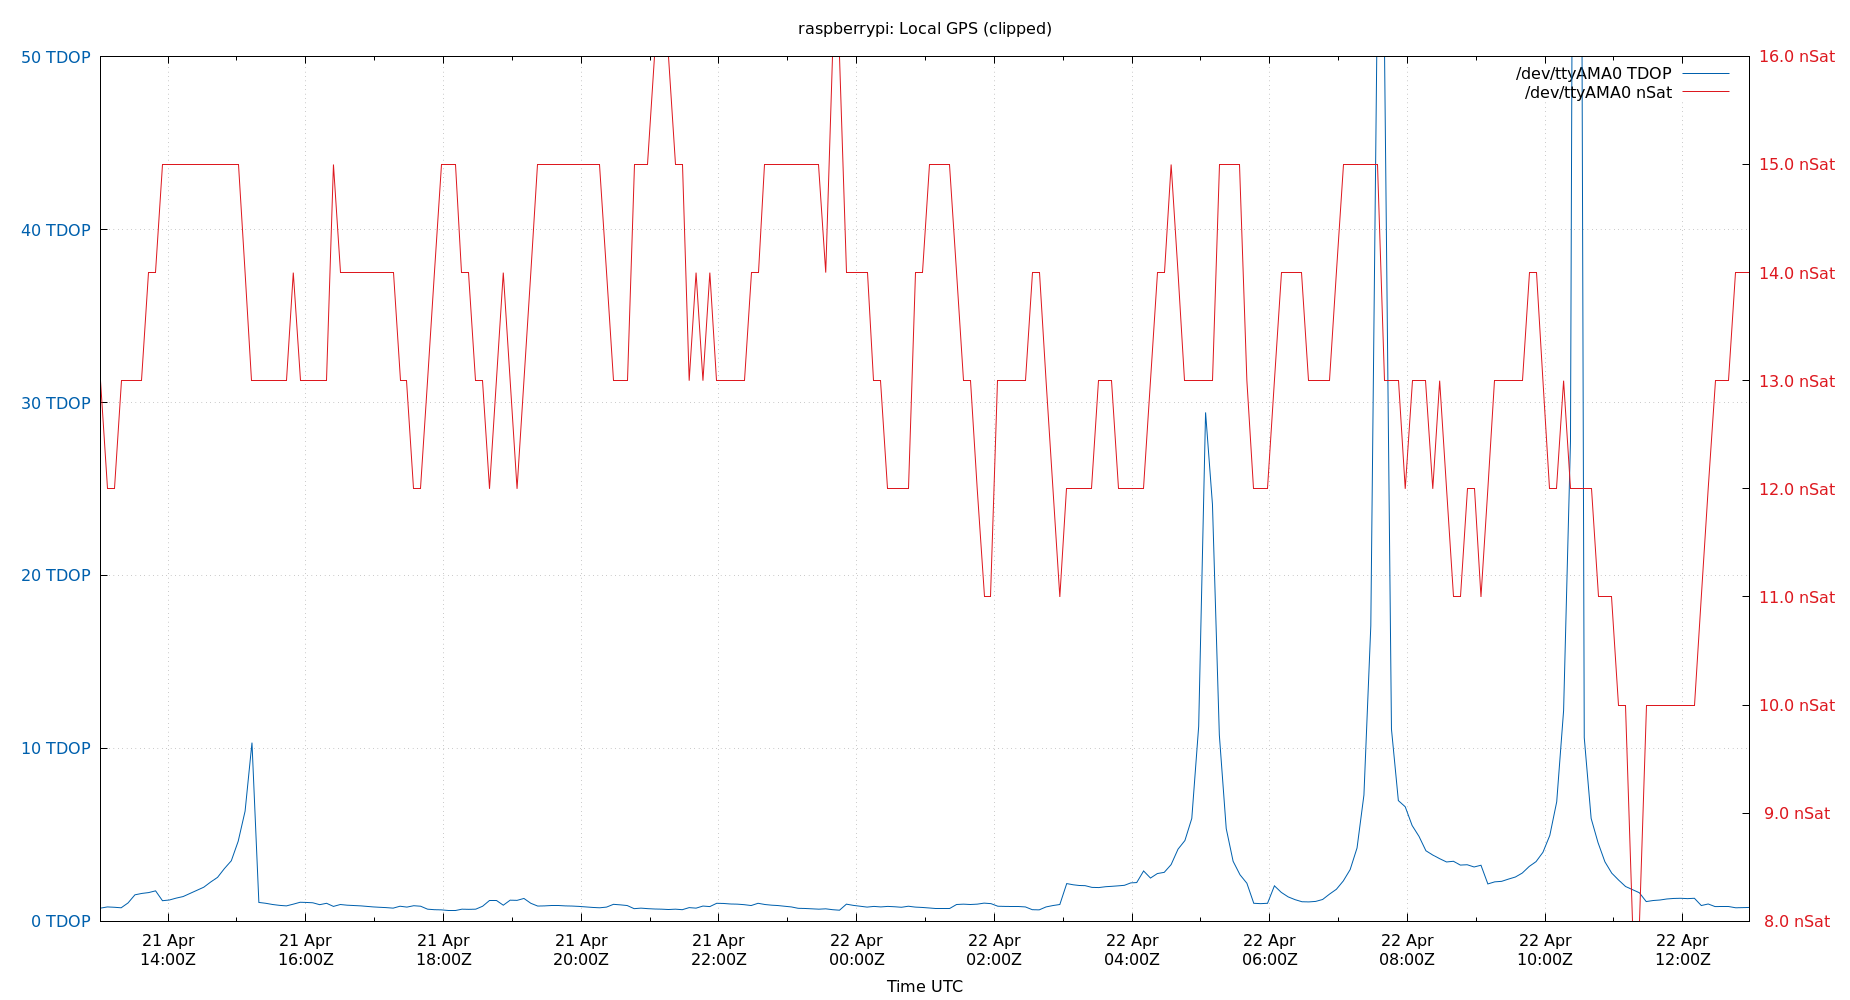 raspberrypi: Local GPS (clipped)
50 TDOP
40 TDOP
30 TDOP
20 TDOP
10 TDOP
0 TDOP
/dev/ttyAMA0 TDOP
/dev/ttyAMA0 nSat
16.0 nSat
15.0 nSat
14.0 nSat
13.0 nSat
12.0 nSat
11.0 nSat
10.0 nSat
9.0 nSat
8.0 nSat
21 Apr 21 Apr 21 Apr 21 Apr 21 Apr 22 Apr 22 Apr 22 Apr 22 Apr 22 Apr 22 Apr 22 Apr
14:00Z 16:00Z 18:00Z 20:00Z 22:00Z 00:00Z 02:00Z 04:00Z 06:00Z 08:00Z 10:00Z 12:00Z
Time UTC